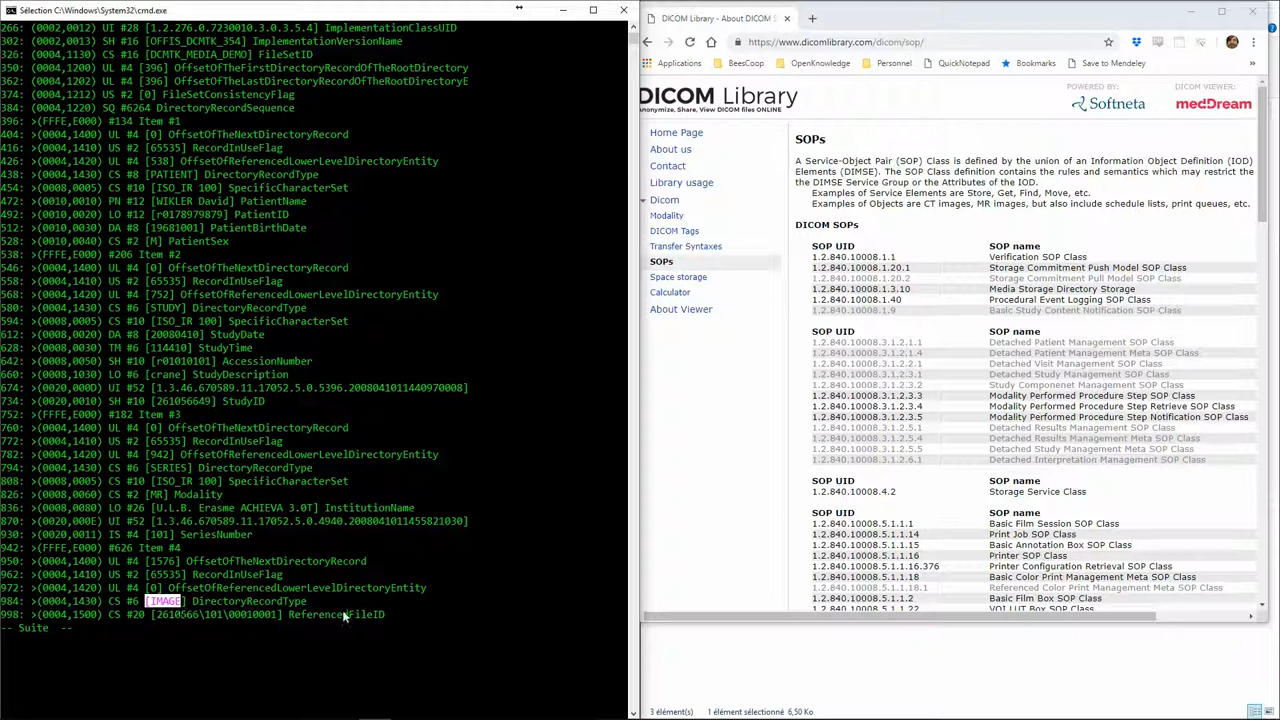 Sélection C:\Windows\System32\cmd.exe
266: (0002,0012) UI #28 [1.2.276.0.7230010.3.0.3.5.4] ImplementationClassUID
302: (0002,0013) SH #16 [OFFIS_DCMTK_354] ImplementationVersionName
326: (0004,1130) CS #16 [DCMTK_MEDIA_DEMO] FileSetID
350: (0004,1200) UL #4 [396] OffsetOfTheFirstDirectoryRecordOfTheRootDirectory
362: (0004,1202) UL #4 [396] OffsetOfTheLastDirectoryRecordOfTheRootDirectoryE
374: (0004,1212) US #2 [0] FileSetConsistencyFlag
384: (0004,1220) SQ #6264 DirectoryRecordSequence
396: >(FFFE,E000) #134 Item #1
404: >(0004,1400) UL #4 [0] OffsetOfTheNextDirectoryRecord
416: >(0004,1410) US #2 [65535] RecordInUseFlag
426: >(0004,1420) UL #4 [538] OffsetOfReferencedLowerLevelDirectoryEntity
438: >(0004,1430) CS #8 [PATIENT] DirectoryRecordType
454: >(0008,0005) CS #10 [ISO_IR 100] SpecificCharacterSet
472: >(0010,0010) PN #12 [WIKLER David] PatientName
492: >(0010,0020) LO #12 [r0178979879] PatientID
512: >(0010,0030) DA #8 [19681001] PatientBirthDate
528: >(0010,0040) CS #2 [M] PatientSex
538: >(FFFE,E000) #206 Item #2
546: >(0004,1400) UL #4 [0] OffsetOfTheNextDirectoryRecord
558: >(0004,1410) US #2 [65535] RecordInUseFlag
568: >(0004,1420) UL #4 [752] OffsetOfReferencedLowerLevelDirectoryEntity
580: >(0004,1430) CS #6 [STUDY] DirectoryRecordType
594: >(0008,0005) CS #10 [ISO_IR 100] SpecificCharacterSet
612: >(0008,0020) DA #8 [20080410] StudyDate
628: >(0008,0030) TM #6 [114410] StudyTime
642: >(0008,0050) SH #10 [r01010101] AccessionNumber
660: >(0008,1030) LO #6 [crane] StudyDescription
674: >(0020,000D) UI #52 [1.3.46.670589.11.17052.5.0.5396.2008041011440970008]
734: >(0020,0010) SH #10 [261056649] StudyID
752: >(FFFE,E000) #182 Item #3
760: >(0004,1400) UL #4 [0] OffsetOfTheNextDirectoryRecord
772: >(0004,1410) US #2 [65535] RecordInUseFlag
782: >(0004,1420) UL #4 [942] OffsetOfReferencedLowerLevelDirectoryEntity
794: >(0004,1430) CS #6 [SERIES] DirectoryRecordType
808: >(0008,0005) CS #10 [ISO_IR 100] SpecificCharacterSet
826: >(0008,0060) CS #2 [MR] Modality
836: >(0008,0080) LO #26 [U.L.B. Erasme ACHIEVA 3.0T] InstitutionName
870: >(0020,000E) UI #52 [1.3.46.670589.11.17052.5.0.4940.2008041011455821030]
930: >(0020,0011) IS #4 [101] SeriesNumber
942: >(FFFE,E000) #626 Item #4
950: >(0004,1400) UL #4 [1576] OffsetOfTheNextDirectoryRecord
962: >(0004,1410) US #2 [65535] RecordInUseFlag
972: >(0004,1420) UL #4 [0] OffsetOfReferencedLowerLevelDirectoryEntity
984: >(0004,1430) CS #6 [IMAGE] DirectoryRecordType
998: >(0004,1500) CS #20 [2610566\101\00010001] ReferencedFileID
-- Suite --
DICOM Library - About DICOM S
https://www.dicomlibrary.com/dicom/sop/
Applications BeesCoop OpenKnowledge Personnel QuickNotepad Bookmarks Save to Mendeley
DICOM Library
Anonymize, Share, View DICOM files ONLINE
POWERED BY:
Softneta
DICOM VIEWER:
medDream
Home Page
About us
Contact
Library usage
Dicom
Modality
DICOM Tags
Transfer Syntaxes
SOPs
Space storage
Calculator
About Viewer
SOPs
A Service-Object Pair (SOP) Class is defined by the union of an Information Object Definition (IOD)
Elements (DIMSE). The SOP Class definition contains the rules and semantics which may restrict the
the DIMSE Service Group or the Attributes of the IOD.
Examples of Service Elements are Store, Get, Find, Move, etc.
Examples of Objects are CT images, MR images, but also include schedule lists, print queues, etc.
DICOM SOPs
SOP UID SOP name
1.2.840.10008.1.1 Verification SOP Class
1.2.840.10008.1.20.1 Storage Commitment Push Model SOP Class
1.2.840.10008.1.20.2 Storage Commitment Pull Model SOP Class
1.2.840.10008.1.3.10 Media Storage Directory Storage
1.2.840.10008.1.40 Procedural Event Logging SOP Class
1.2.840.10008.1.9 Basic Study Content Notification SOP Class
SOP UID SOP name
1.2.840.10008.3.1.2.1.1 Detached Patient Management SOP Class
1.2.840.10008.3.1.2.1.4 Detached Patient Management Meta SOP Class
1.2.840.10008.3.1.2.2.1 Detached Visit Management SOP Class
1.2.840.10008.3.1.2.3.1 Detached Study Management SOP Class
1.2.840.10008.3.1.2.3.2 Study Componenet Management SOP Class
1.2.840.10008.3.1.2.3.3 Modality Performed Procedure Step SOP Class
1.2.840.10008.3.1.2.3.4 Modality Performed Procedure Step Retrieve SOP Class
1.2.840.10008.3.1.2.3.5 Modality Performed Procedure Step Notification SOP Class
1.2.840.10008.3.1.2.5.1 Detached Results Management SOP Class
1.2.840.10008.3.1.2.5.4 Detached Results Management Meta SOP Class
1.2.840.10008.3.1.2.5.5 Detached Study Management Meta SOP Class
1.2.840.10008.3.1.2.6.1 Detached Interpretation Management SOP Class
SOP UID SOP name
1.2.840.10008.4.2 Storage Service Class
SOP UID SOP name
1.2.840.10008.5.1.1.1 Basic Film Session SOP Class
1.2.840.10008.5.1.1.14 Print Job SOP Class
1.2.840.10008.5.1.1.15 Basic Annotation Box SOP Class
1.2.840.10008.5.1.1.16 Printer SOP Class
1.2.840.10008.5.1.1.16.376 Printer Configuration Retrieval SOP Class
1.2.840.10008.5.1.1.18 Basic Color Print Management Meta SOP Class
1.2.840.10008.5.1.1.18.1 Referenced Color Print Management Meta SOP Class
1.2.840.10008.5.1.1.2 Basic Film Box SOP Class
VOI LUT Box SOP Class
3 élément(s) 1 élément sélectionné 6,50 Ko